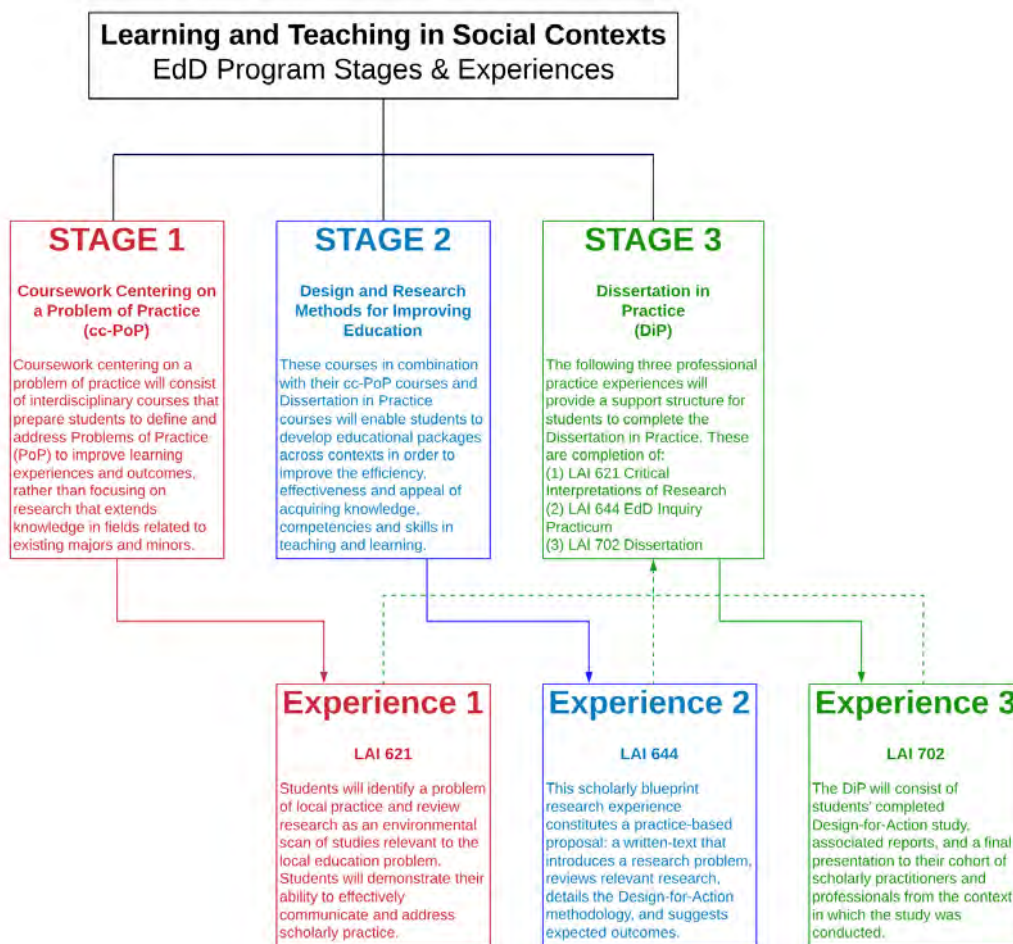 Learning and Teaching in Social Contexts
EdD Program Stages & Experiences
STAGE 1
Coursework Centering on
a Problem of Practice
(cc-PoP)
Coursework centering on a
problem of practice will consist
of interdisciplinary courses that
prepare students to define and
address Problems of Practice
(PoP) to improve learning
experiences and outcomes,
rather than focusing on
research that extends
knowledge in fields related to
existing majors and minors.
STAGE 2
Design and Research
Methods for Improving
Education
These courses in combination
with their cc-PoP courses and
Dissertation in Practice
courses will enable students to
develop educational packages
across contexts in order to
improve the efficiency,
effectiveness and appeal of
acquiring knowledge,
competencies and skills in
teaching and learning.
STAGE 3
Dissertation in
Practice
(DiP)
The following three professional
practice experiences will
provide a support structure for
students to complete the
Dissertation in Practice. These
are completion of:
(1) LAI 621 Critical
Interpretations of Research
(2) LAI 644 EdD Inquiry
Practicum
(3) LAI 702 Dissertation
Experience 1
LAI 621
Students will identify a problem
of local practice and review
research as an environmental
scan of studies relevant to the
local education problem.
Students will demonstrate their
ability to effectively
communicate and address
scholarly practice.
Experience 2
LAI 644
This scholarly blueprint
research experience
constitutes a practice-based
proposal: a written-text that
introduces a research problem,
reviews relevant research,
details the Design-for-Action
methodology, and suggests
expected outcomes.
Experience 3
LAI 702
The DiP will consist of
students' completed
Design-for-Action study,
associated reports, and a final
presentation to their cohort of
scholarly practitioners and
professionals from the context
in which the study was
conducted.